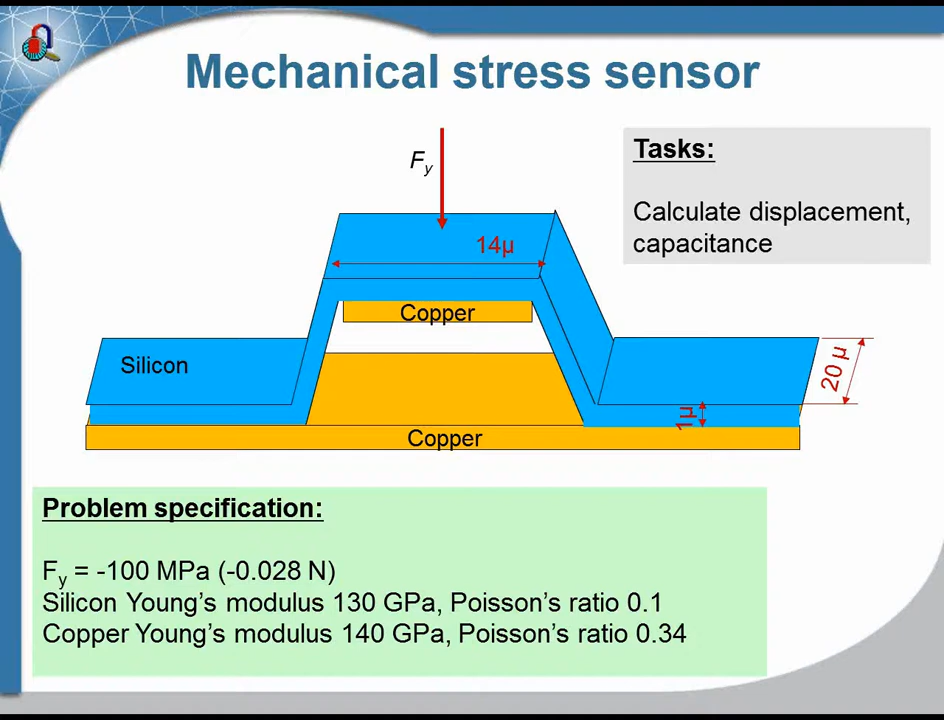 Mechanical stress sensor
Fy
Tasks:
Calculate displacement,
capacitance
14µ
Copper
Silicon
20 µ
1µ
Copper
Problem specification:
Fy = -100 MPa (-0.028 N)
Silicon Young's modulus 130 GPa, Poisson's ratio 0.1
Copper Young's modulus 140 GPa, Poisson's ratio 0.34